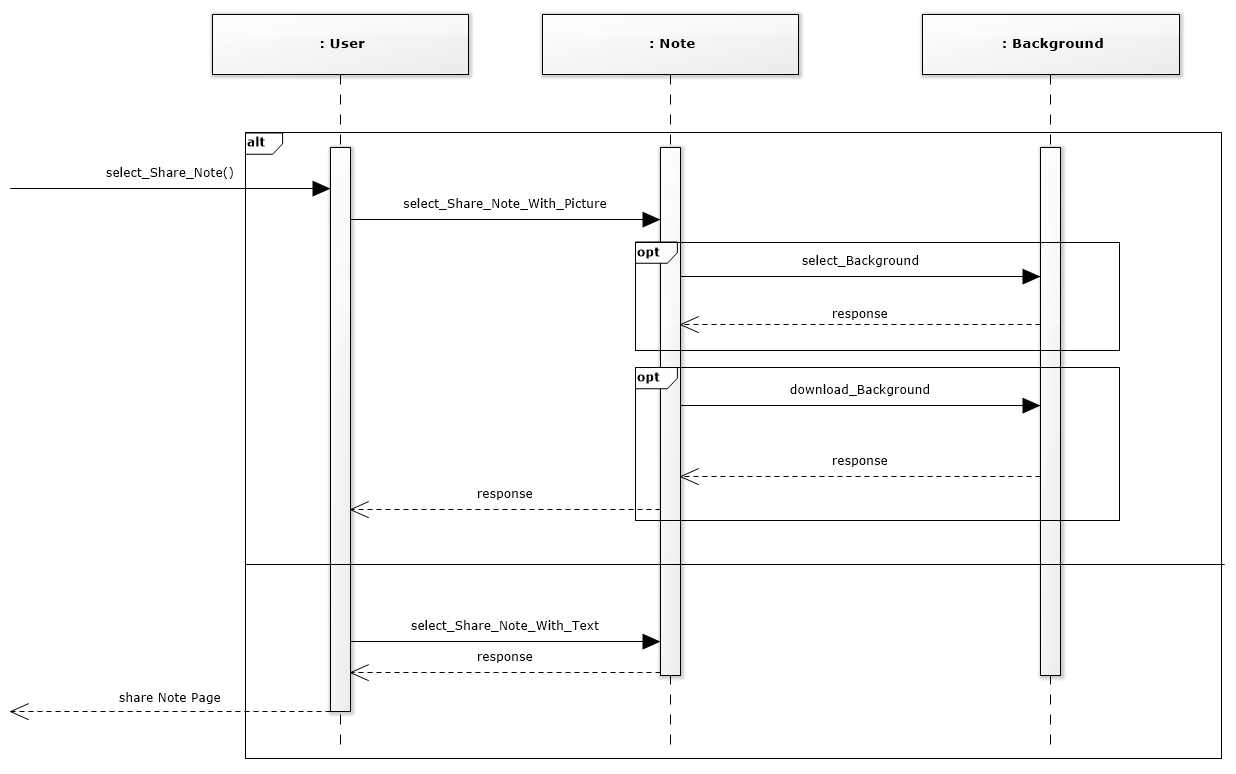 : User
: Note
: Background
alt
select_Share_Note()
select_Share_Note_With_Picture
opt
select_Background
response
opt
download_Background
response
response
select_Share_Note_With_Text
response
share Note Page